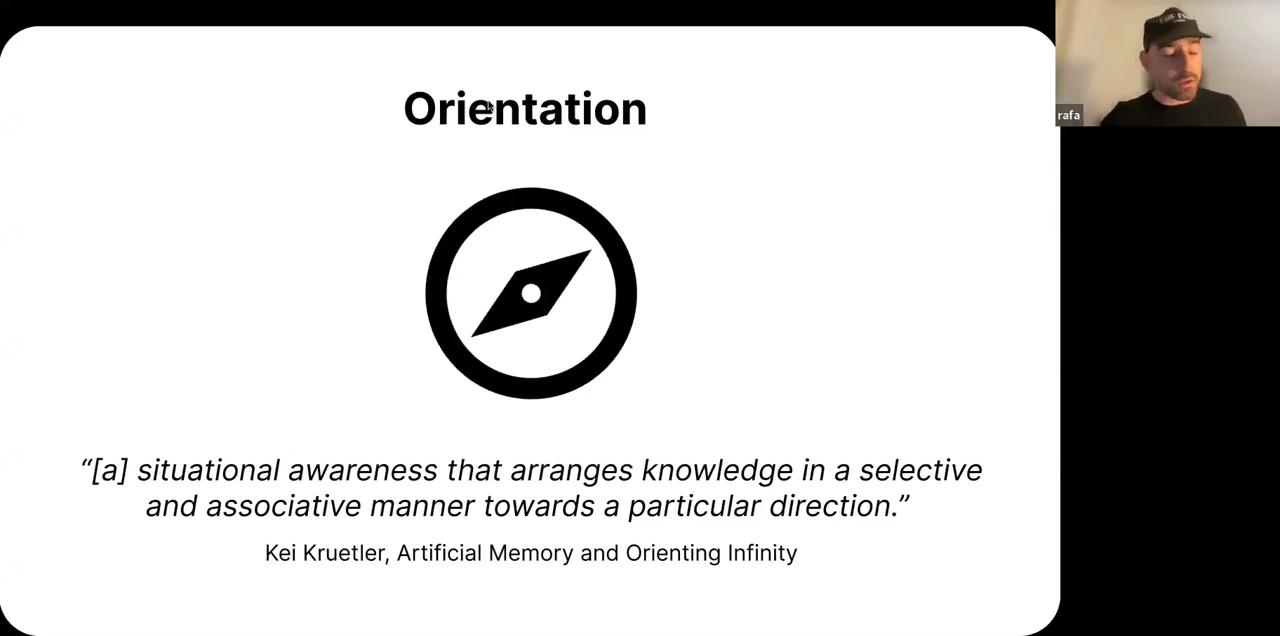 Orientation
“[a] situational awareness that arranges knowledge in a selective
and associative manner towards a particular direction.”
Kei Kruetler, Artificial Memory and Orienting Infinity
rafa